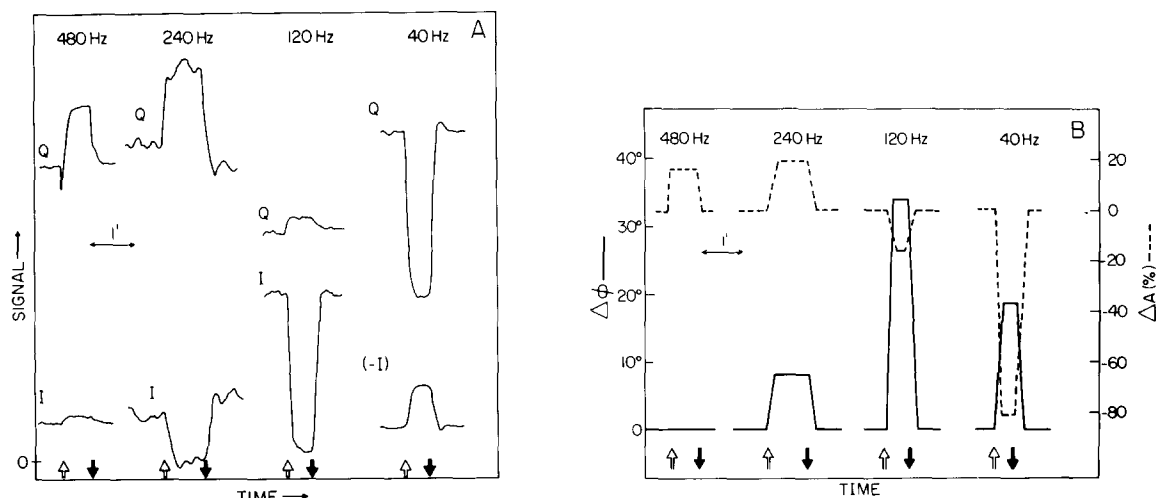 480 Hz 240 Hz 120 Hz 40 Hz A
Q
Q
Q
Q
1'
I
I
I
(-I)
0
SIGNAL →
TIME →
B
480 Hz 240 Hz 120 Hz 40 Hz
40°
30°
20°
10°
0
Δϕ —
1'
20
0
-20
-40
-60
-80
ΔA (%) ---
TIME